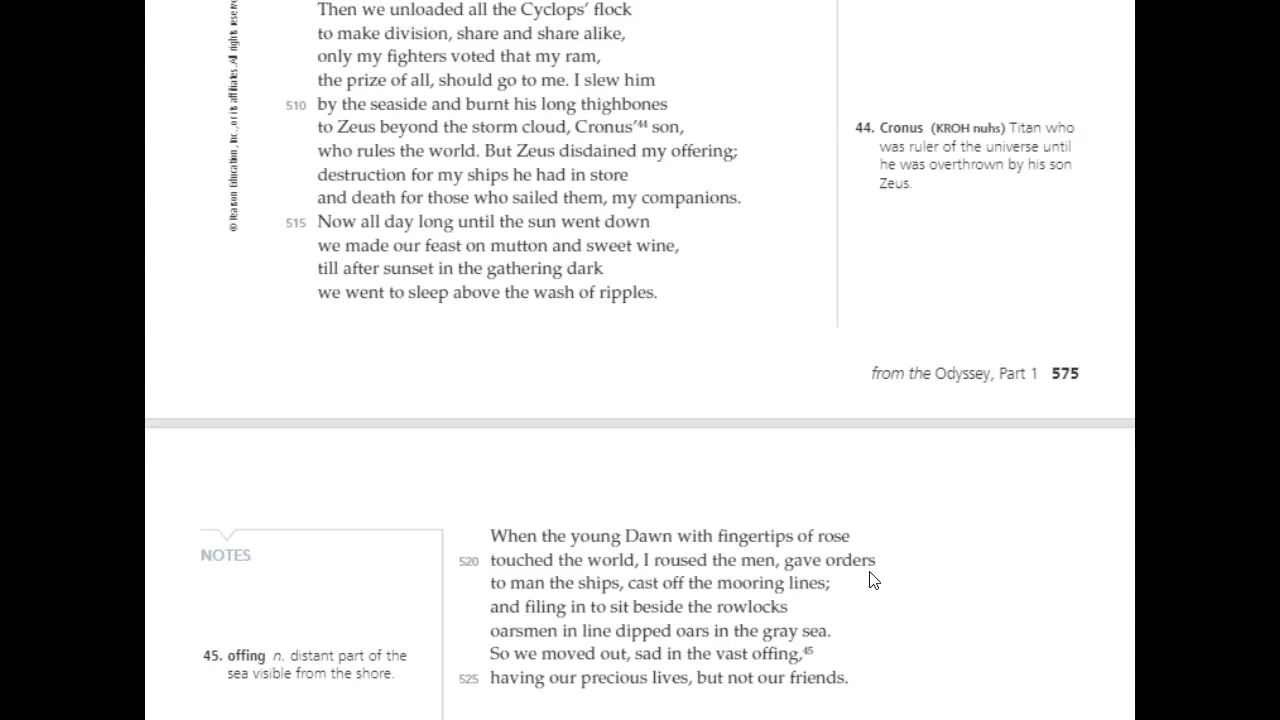 Then we unloaded all the Cyclops' flock
to make division, share and share alike,
only my fighters voted that my ram,
the prize of all, should go to me. I slew him
510 by the seaside and burnt his long thighbones
to Zeus beyond the storm cloud, Cronus'44 son,
who rules the world. But Zeus disdained my offering;
destruction for my ships he had in store
and death for those who sailed them, my companions.
515 Now all day long until the sun went down
we made our feast on mutton and sweet wine,
till after sunset in the gathering dark
we went to sleep above the wash of ripples.
© Pearson Education, Inc., or its affiliates. All rights
44. Cronus (KROH nuhs) Titan who
was ruler of the universe until
he was overthrown by his son
Zeus.
from the Odyssey, Part 1 575
NOTES
45. offing n. distant part of the
sea visible from the shore.
When the young Dawn with fingertips of rose
520 touched the world, I roused the men, gave orders
to man the ships, cast off the mooring lines;
and filing in to sit beside the rowlocks
oarsmen in line dipped oars in the gray sea.
So we moved out, sad in the vast offing,45
525 having our precious lives, but not our friends.